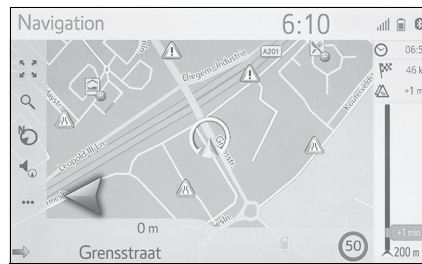 Navigation 6:10
Diegem-Industrie
A201
06:5
46 k
N
+1 m
Leopold III Ln
0 m
+1 min
Grensstraat
50
200 m